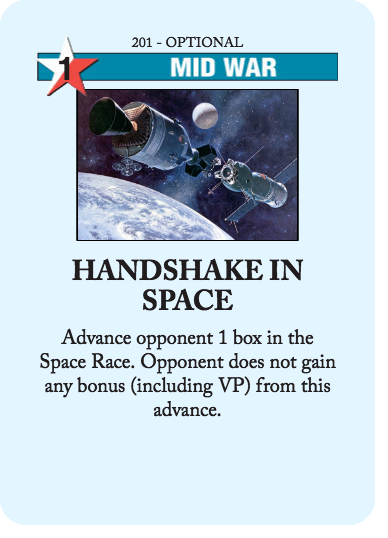 201 - OPTIONAL
1 MID WAR
HANDSHAKE IN
SPACE
Advance opponent 1 box in the
Space Race. Opponent does not gain
any bonus (including VP) from this
advance.